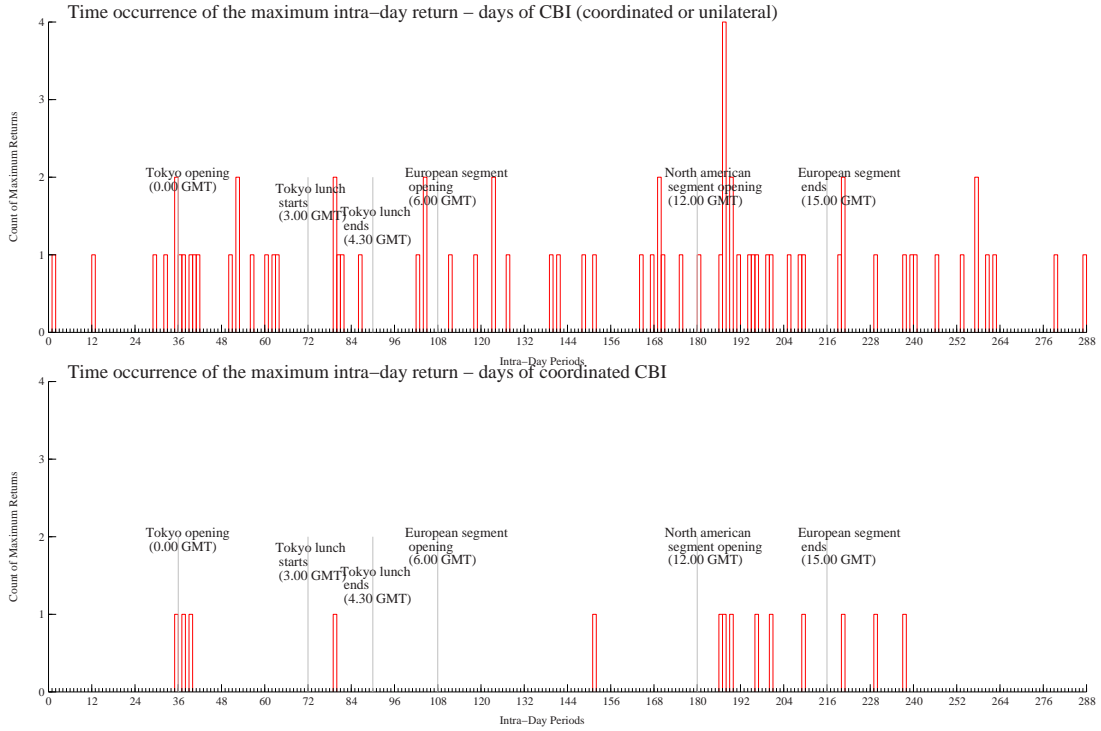 Time occurrence of the maximum intra−day return − days of CBI (coordinated or unilateral)
4
3
2
1
0
Count of Maximum Returns
Tokyo opening
(0.00 GMT)
Tokyo lunch
starts
(3.00 GMT)
Tokyo lunch
ends
(4.30 GMT)
European segment
opening
(6.00 GMT)
North american
segment opening
(12.00 GMT)
European segment
ends
(15.00 GMT)
0 12 24 36 48 60 72 84 96 108 120 132 144 156 168 180 192 204 216 228 240 252 264 276 288
Intra−Day Periods
Time occurrence of the maximum intra−day return − days of coordinated CBI
4
3
2
1
0
Count of Maximum Returns
Tokyo opening
(0.00 GMT)
Tokyo lunch
starts
(3.00 GMT)
Tokyo lunch
ends
(4.30 GMT)
European segment
opening
(6.00 GMT)
North american
segment opening
(12.00 GMT)
European segment
ends
(15.00 GMT)
0 12 24 36 48 60 72 84 96 108 120 132 144 156 168 180 192 204 216 228 240 252 264 276 288
Intra−Day Periods